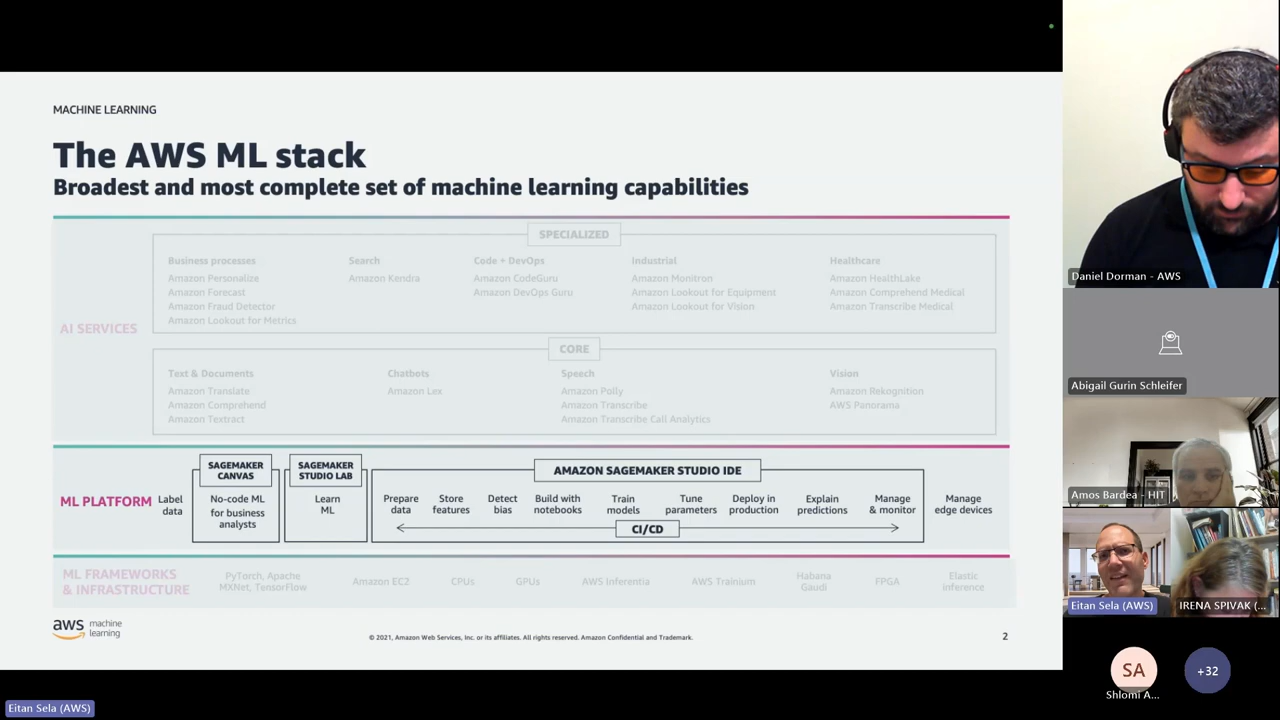 MACHINE LEARNING
The AWS ML stack
Broadest and most complete set of machine learning capabilities
AI SERVICES
SPECIALIZED
Business processes
Amazon Personalize
Amazon Forecast
Amazon Fraud Detector
Amazon Lookout for Metrics
Search
Amazon Kendra
Code + DevOps
Amazon CodeGuru
Amazon DevOps Guru
Industrial
Amazon Monitron
Amazon Lookout for Equipment
Amazon Lookout for Vision
Healthcare
Amazon HealthLake
Amazon Comprehend Medical
Amazon Transcribe Medical
CORE
Text & Documents
Amazon Translate
Amazon Comprehend
Amazon Textract
Chatbots
Amazon Lex
Speech
Amazon Polly
Amazon Transcribe
Amazon Transcribe Call Analytics
Vision
Amazon Rekognition
AWS Panorama
ML PLATFORM
Label
data
SAGEMAKER
CANVAS
No-code ML
for business
analysts
SAGEMAKER
STUDIO LAB
Learn
ML
AMAZON SAGEMAKER STUDIO IDE
Prepare
data
Store
features
Detect
bias
Build with
notebooks
Train
models
Tune
parameters
Deploy in
production
Explain
predictions
Manage
& monitor
CI/CD
Manage
edge devices
ML FRAMEWORKS
& INFRASTRUCTURE
PyTorch, Apache
MXNet, TensorFlow
Amazon EC2
CPUs
GPUs
AWS Inferentia
AWS Trainium
Habana
Gaudi
FPGA
Elastic
Inference
aws machine
learning
© 2021, Amazon Web Services, Inc. or its affiliates. All rights reserved. Amazon Confidential and Trademark.
2
Daniel Dorman - AWS
Abigail Gurin Schleifer
Amos Bardea - HIT
Eitan Sela (AWS)
IRENA SPIVAK (...
SA
Shlomi A...
+32
Eitan Sela (AWS)